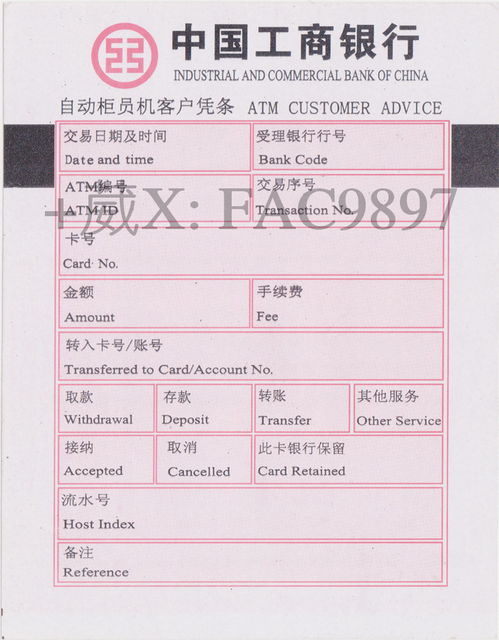 中国工商银行
INDUSTRIAL AND COMMERCIAL BANK OF CHINA
自动柜员机客户凭条 ATM CUSTOMER ADVICE
交易日期及时间
Date and time
受理银行行号
Bank Code
ATM编号
ATM ID
交易序号
Transaction No.
+威X: FAC9897
卡号
Card· No.
金额
Amount
手续费
Fee
转入卡号/账号
Transferred to Card/Account No.
取款
Withdrawal
存款
Deposit
转账
Transfer
其他服务
Other Service
接纳
Accepted
取消
Cancelled
此卡银行保留
Card Retained
流水号
Host Index
备注
Reference